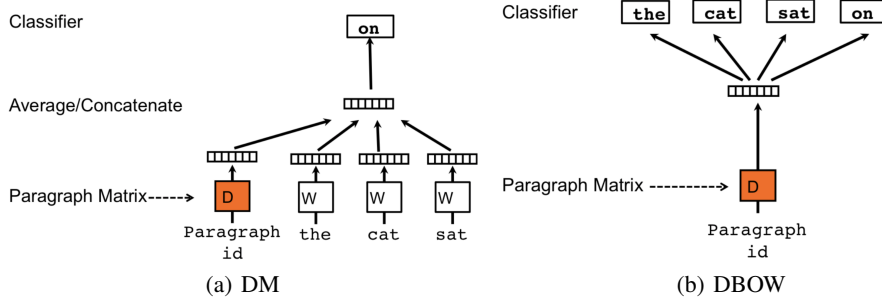 Classifier
on
Average/Concatenate
Paragraph Matrix
D
W
W
W
Paragraph
id
the
cat
sat
(a) DM
Classifier
the
cat
sat
on
Paragraph Matrix
D
Paragraph
id
(b) DBOW